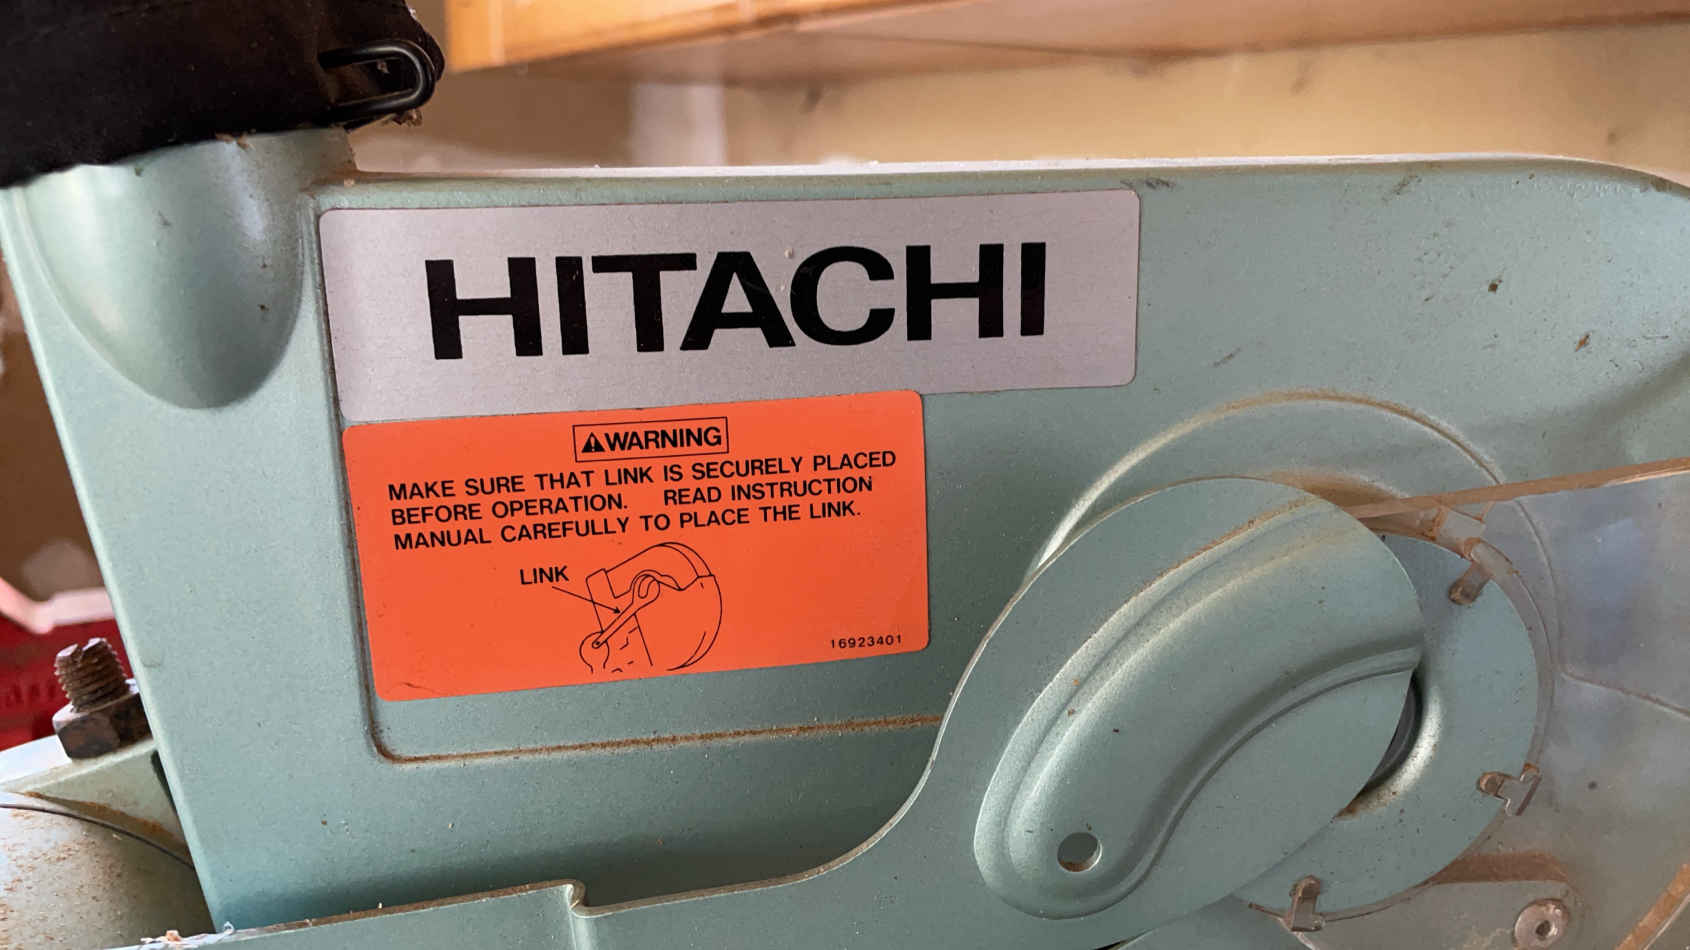 HITACHI
WARNING
MAKE SURE THAT LINK IS SECURELY PLACED
BEFORE OPERATION. READ INSTRUCTION
MANUAL CAREFULLY TO PLACE THE LINK.
LINK
16923401